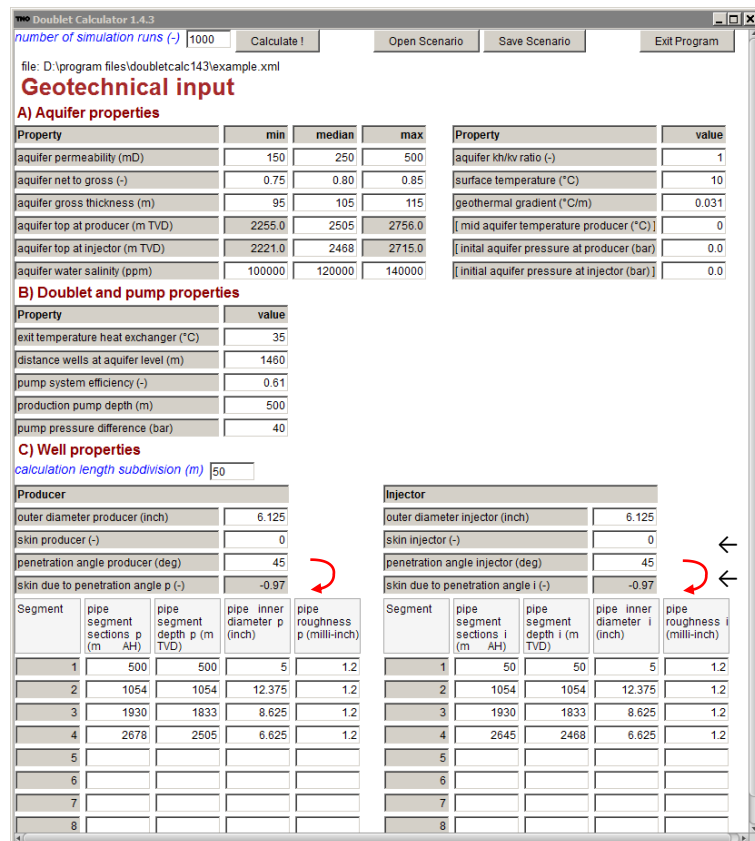 TNO Doublet Calculator 1.4.3
number of simulation runs (-) 1000 Calculate ! Open Scenario Save Scenario Exit Program
file: D:\program files\doubletcalc143\example.xml
Geotechnical input
A) Aquifer properties
Property min median max Property value
aquifer permeability (mD) 150 250 500 aquifer kh/kv ratio (-) 1
aquifer net to gross (-) 0.75 0.80 0.85 surface temperature (°C) 10
aquifer gross thickness (m) 95 105 115 geothermal gradient (°C/m) 0.031
aquifer top at producer (m TVD) 2255.0 2505 2756.0 [ mid aquifer temperature producer (°C) ] 0
aquifer top at injector (m TVD) 2221.0 2468 2715.0 [ inital aquifer pressure at producer (bar) 0.0
aquifer water salinity (ppm) 100000 120000 140000 [ initial aquifer pressure at injector (bar) ] 0.0
B) Doublet and pump properties
Property value
exit temperature heat exchanger (°C) 35
distance wells at aquifer level (m) 1460
pump system efficiency (-) 0.61
production pump depth (m) 500
pump pressure difference (bar) 40
C) Well properties
calculation length subdivision (m) 50
Producer Injector
outer diameter producer (inch) 6.125 outer diameter injector (inch) 6.125
skin producer (-) 0 skin injector (-) 0 ←
penetration angle producer (deg) 45 penetration angle injector (deg) 45
skin due to penetration angle p (-) -0.97 skin due to penetration angle i (-) -0.97 ←
Segment pipe pipe pipe inner pipe Segment pipe pipe pipe inner pipe
segment segment diameter p roughness segment segment diameter i roughness i
sections p depth p (m (inch) p (milli-inch) sections i depth i (m (inch) (milli-inch)
(m AH) TVD) (m AH) TVD)
1 500 500 5 1.2 1 50 50 5 1.2
2 1054 1054 12.375 1.2 2 1054 1054 12.375 1.2
3 1930 1833 8.625 1.2 3 1930 1833 8.625 1.2
4 2678 2505 6.625 1.2 4 2645 2468 6.625 1.2
5 5
6 6
7 7
8 8